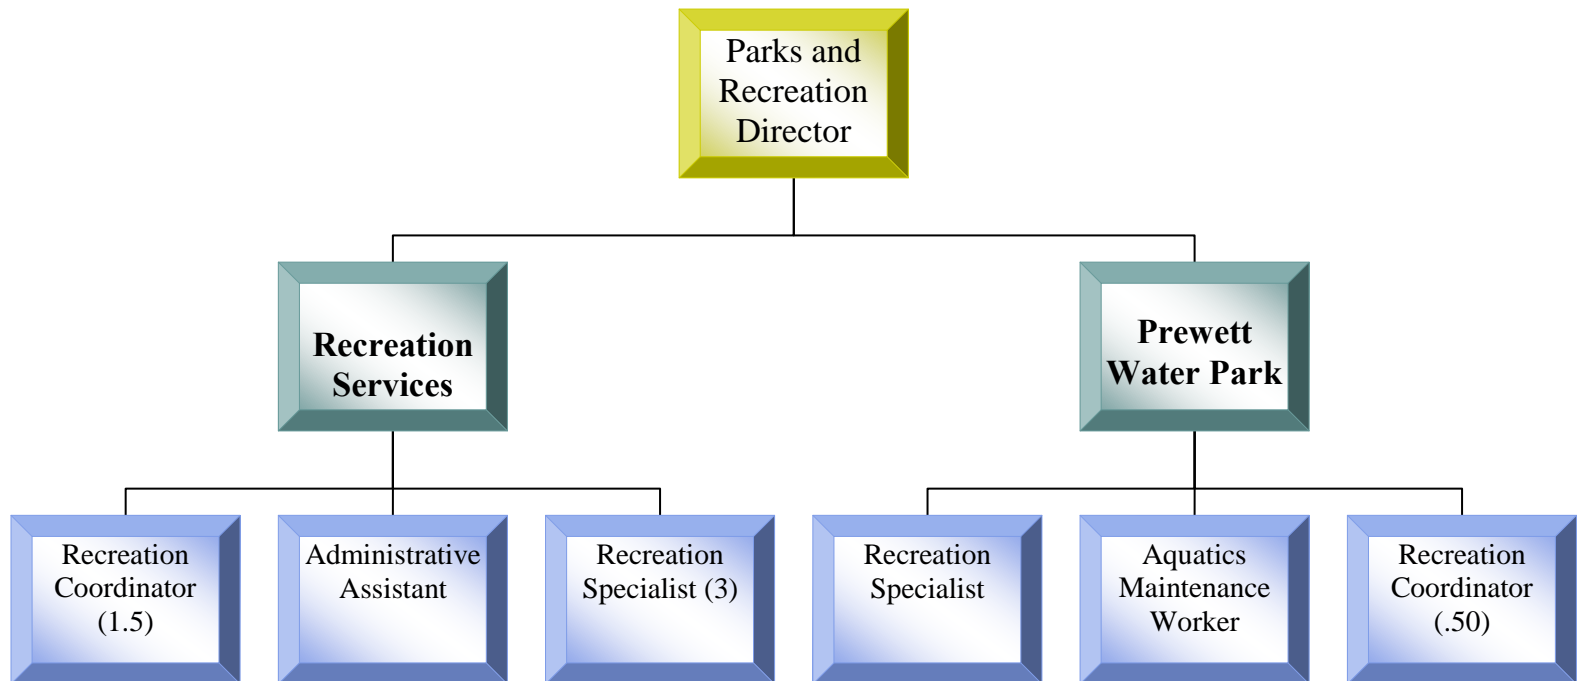 Parks and
Recreation
Director
Recreation
Services
Prewett
Water Park
Recreation
Coordinator
(1.5)
Administrative
Assistant
Recreation
Specialist (3)
Recreation
Specialist
Aquatics
Maintenance
Worker
Recreation
Coordinator
(.50)